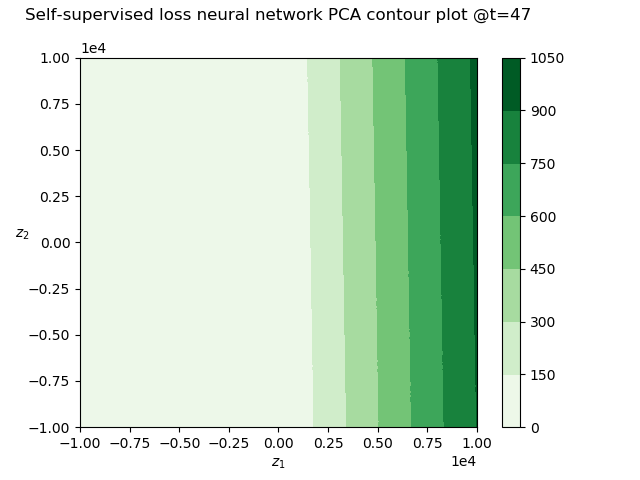 Self-supervised loss neural network PCA contour plot @t=47
1e4
1.00
0.75
0.50
0.25
0.00
−0.25
−0.50
−0.75
−1.00
z2
−1.00 −0.75 −0.50 −0.25 0.00 0.25 0.50 0.75 1.00
z1
1e4
1050
900
750
600
450
300
150
0